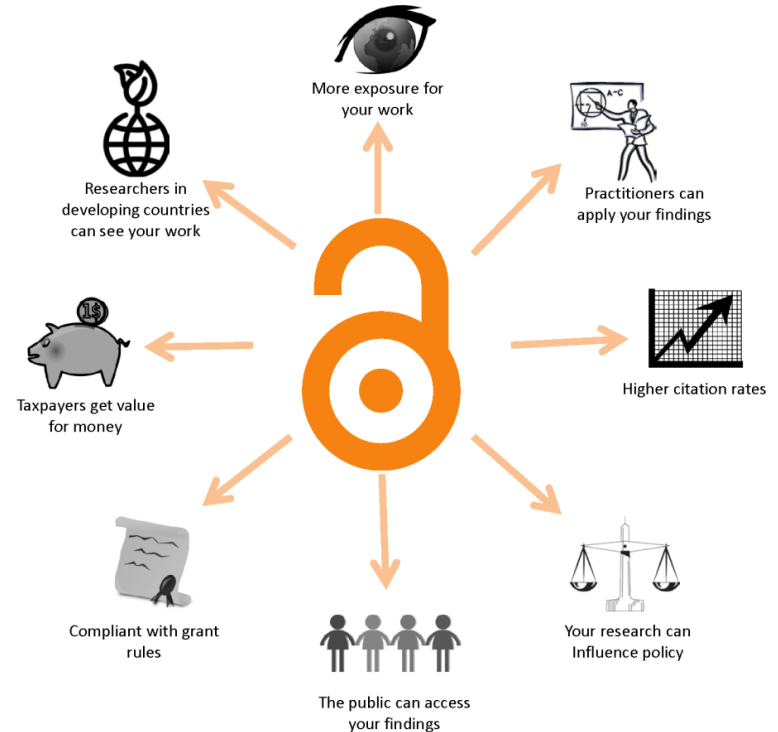 More exposure for
your work
Practitioners can
apply your findings
A-C
Higher citation rates
Your research can
Influence policy
The public can access
your findings
Compliant with grant
rules
Taxpayers get value
for money
1$
Researchers in
developing countries
can see your work